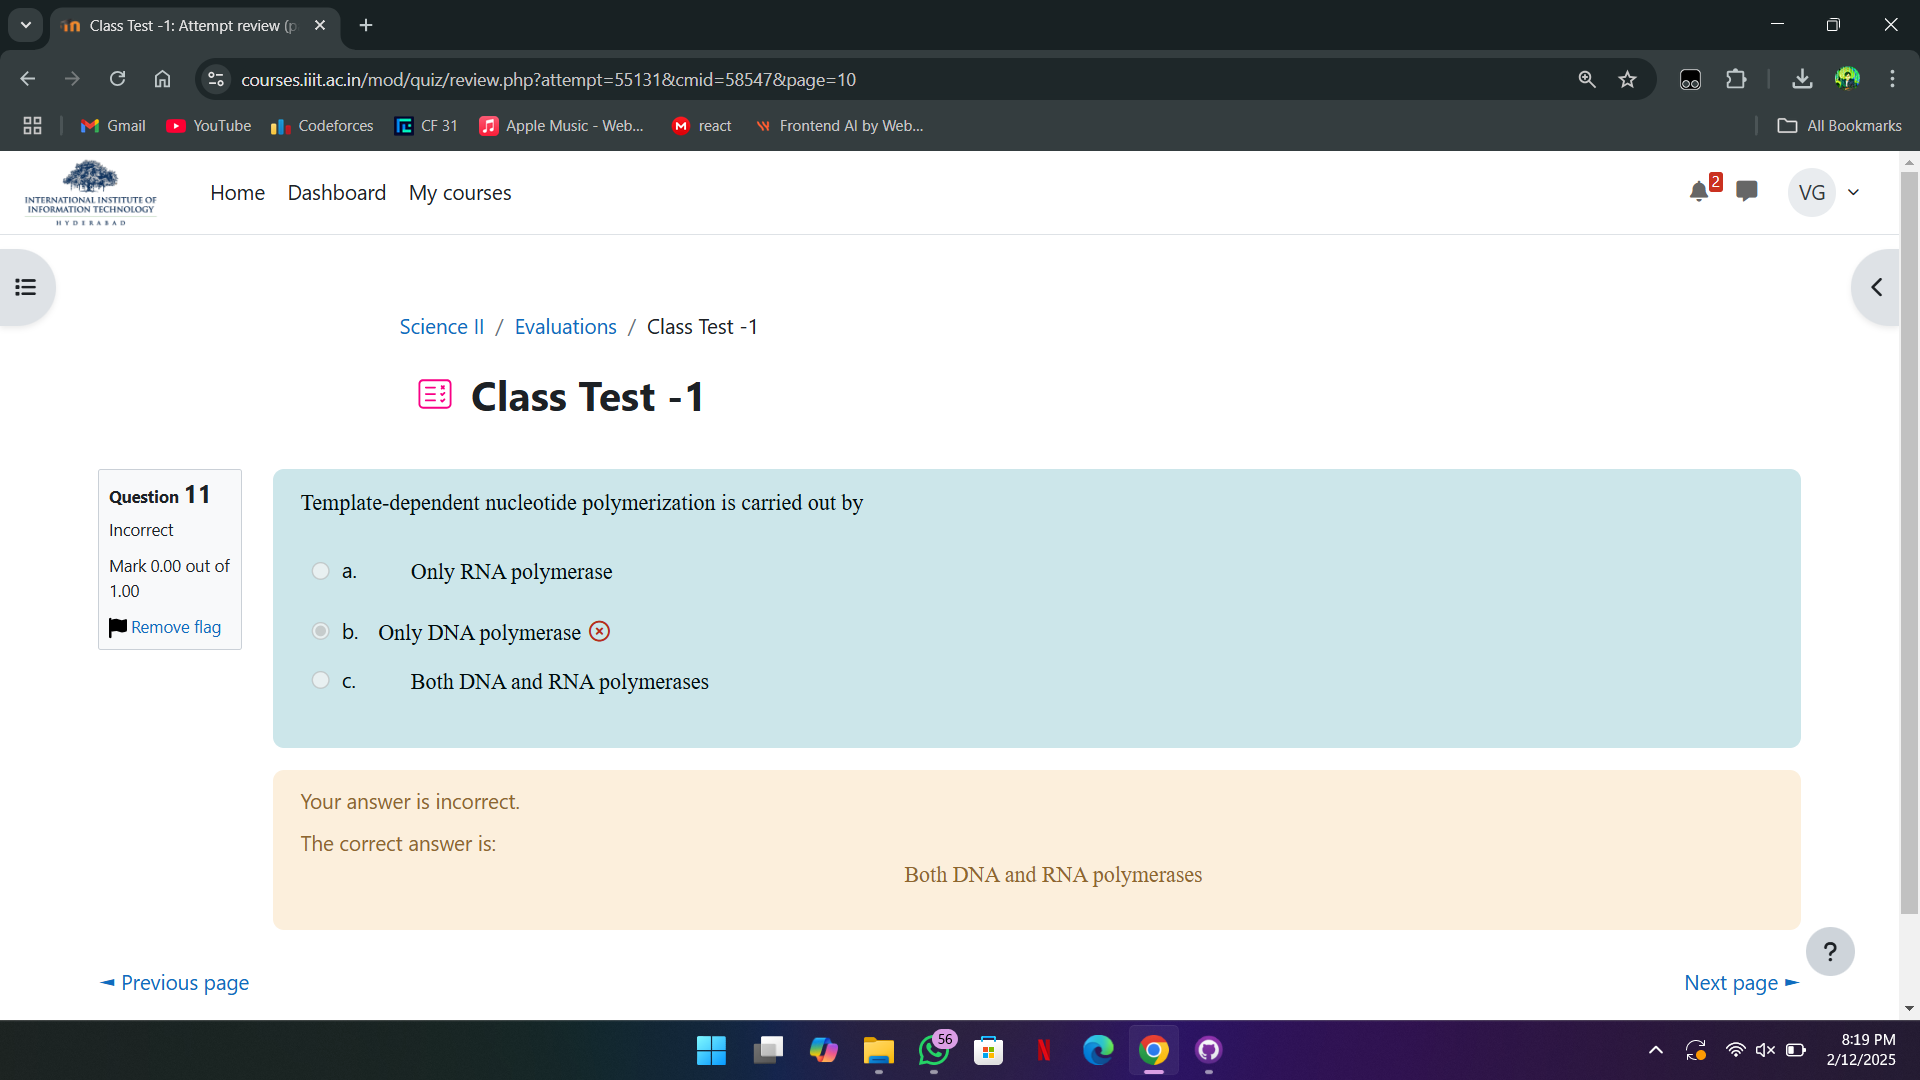 Class Test -1: Attempt review (p
courses.iiit.ac.in/mod/quiz/review.php?attempt=55131&cmid=58547&page=10
Gmail
YouTube
Codeforces
CF 31
Apple Music - Web...
react
Frontend AI by Web...
All Bookmarks
INTERNATIONAL INSTITUTE OF
INFORMATION TECHNOLOGY
HYDERABAD
Home
Dashboard
My courses
2
VG
Science II / Evaluations / Class Test -1
Class Test -1
Question 11
Incorrect
Mark 0.00 out of
1.00
Remove flag
Template-dependent nucleotide polymerization is carried out by
a. Only RNA polymerase
b. Only DNA polymerase
c. Both DNA and RNA polymerases
Your answer is incorrect.
The correct answer is:
Both DNA and RNA polymerases
?
◄ Previous page
Next page ►
56
8:19 PM
2/12/2025